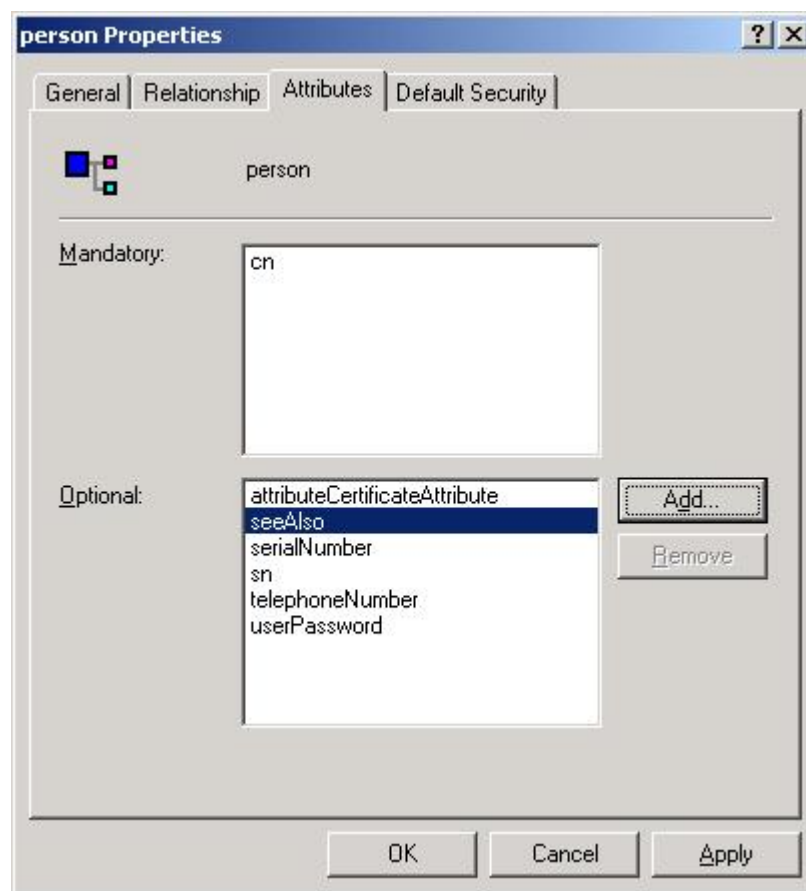 person Properties
General Relationship Attributes Default Security
person
Mandatory:
cn
Optional:
attributeCertificateAttribute
seeAlso
serialNumber
sn
telephoneNumber
userPassword
Add...
Remove
OK Cancel Apply